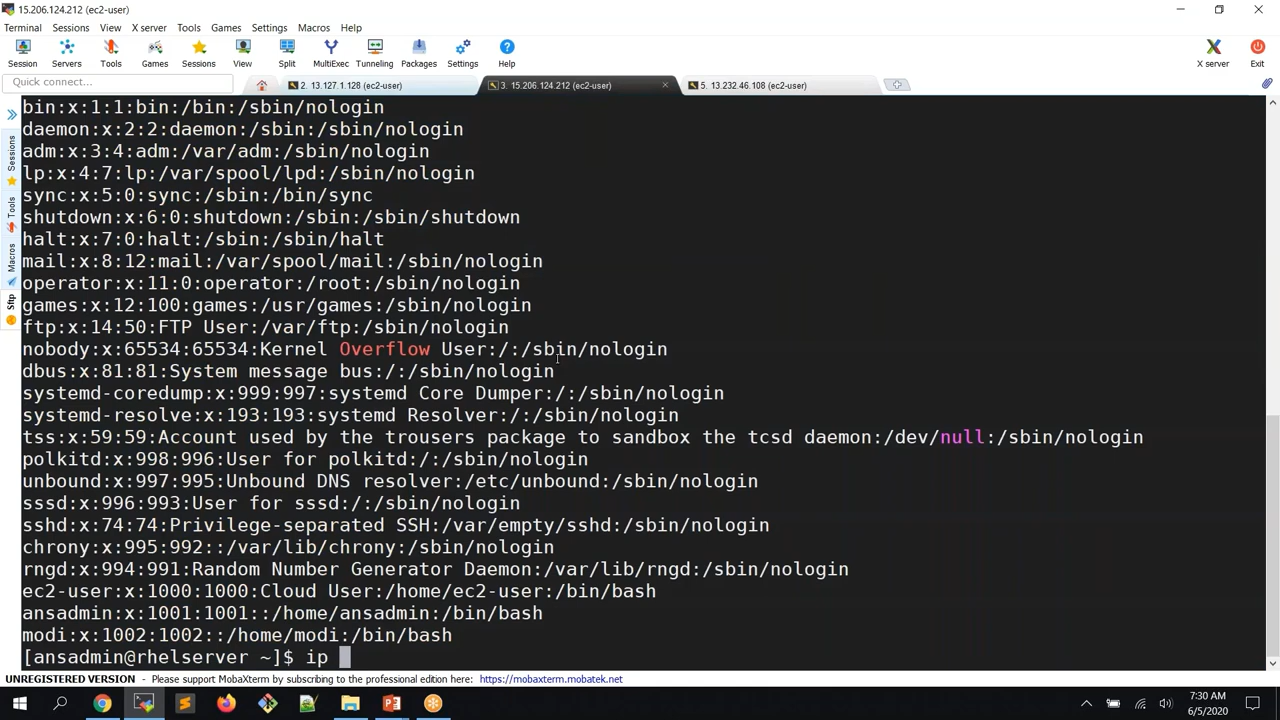 15.206.124.212 (ec2-user)
Terminal Sessions View X server Tools Games Settings Macros Help
Session Servers Tools Games Sessions View Split MultiExec Tunneling Packages Settings Help X server Exit
Quick connect... 2. 13.127.1.128 (ec2-user) 3. 15.206.124.212 (ec2-user) 5. 13.232.46.108 (ec2-user)
Sessions
Tools
Macros
Sftp
bin:x:1:1:bin:/bin:/sbin/nologin
daemon:x:2:2:daemon:/sbin:/sbin/nologin
adm:x:3:4:adm:/var/adm:/sbin/nologin
lp:x:4:7:lp:/var/spool/lpd:/sbin/nologin
sync:x:5:0:sync:/sbin:/bin/sync
shutdown:x:6:0:shutdown:/sbin:/sbin/shutdown
halt:x:7:0:halt:/sbin:/sbin/halt
mail:x:8:12:mail:/var/spool/mail:/sbin/nologin
operator:x:11:0:operator:/root:/sbin/nologin
games:x:12:100:games:/usr/games:/sbin/nologin
ftp:x:14:50:FTP User:/var/ftp:/sbin/nologin
nobody:x:65534:65534:Kernel Overflow User:/:/sbin/nologin
dbus:x:81:81:System message bus:/:/sbin/nologin
systemd-coredump:x:999:997:systemd Core Dumper:/:/sbin/nologin
systemd-resolve:x:193:193:systemd Resolver:/:/sbin/nologin
tss:x:59:59:Account used by the trousers package to sandbox the tcsd daemon:/dev/null:/sbin/nologin
polkitd:x:998:996:User for polkitd:/:/sbin/nologin
unbound:x:997:995:Unbound DNS resolver:/etc/unbound:/sbin/nologin
sssd:x:996:993:User for sssd:/:/sbin/nologin
sshd:x:74:74:Privilege-separated SSH:/var/empty/sshd:/sbin/nologin
chrony:x:995:992::/var/lib/chrony:/sbin/nologin
rngd:x:994:991:Random Number Generator Daemon:/var/lib/rngd:/sbin/nologin
ec2-user:x:1000:1000:Cloud User:/home/ec2-user:/bin/bash
ansadmin:x:1001:1001::/home/ansadmin:/bin/bash
modi:x:1002:1002::/home/modi:/bin/bash
[ansadmin@rhelserver ~]$ ip
UNREGISTERED VERSION - Please support MobaXterm by subscribing to the professional edition here: https://mobaxterm.mobatek.net
7:30 AM
6/5/2020